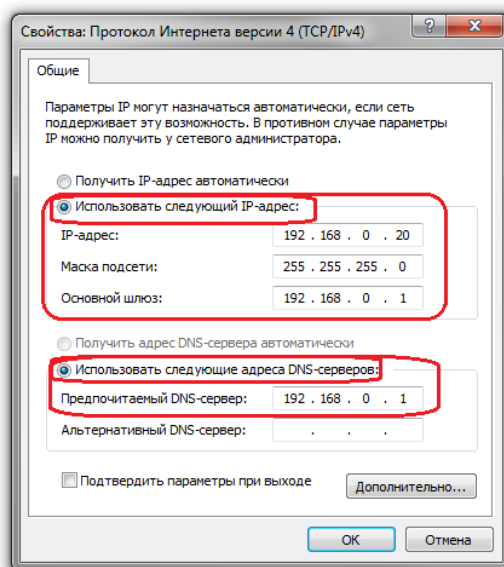 Свойства: Протокол Интернета версии 4 (TCP/IPv4)
Общие
Параметры IP могут назначаться автоматически, если сеть
поддерживает эту возможность. В противном случае параметры
IP можно получить у сетевого администратора.
Получить IP-адрес автоматически
Использовать следующий IP-адрес:
IP-адрес: 192 . 168 . 0 . 20
Маска подсети: 255 . 255 . 255 . 0
Основной шлюз: 192 . 168 . 0 . 1
Получить адрес DNS-сервера автоматически
Использовать следующие адреса DNS-серверов:
Предпочитаемый DNS-сервер: 192 . 168 . 0 . 1
Альтернативный DNS-сервер: . . .
Подтвердить параметры при выходе
Дополнительно...
ОК Отмена